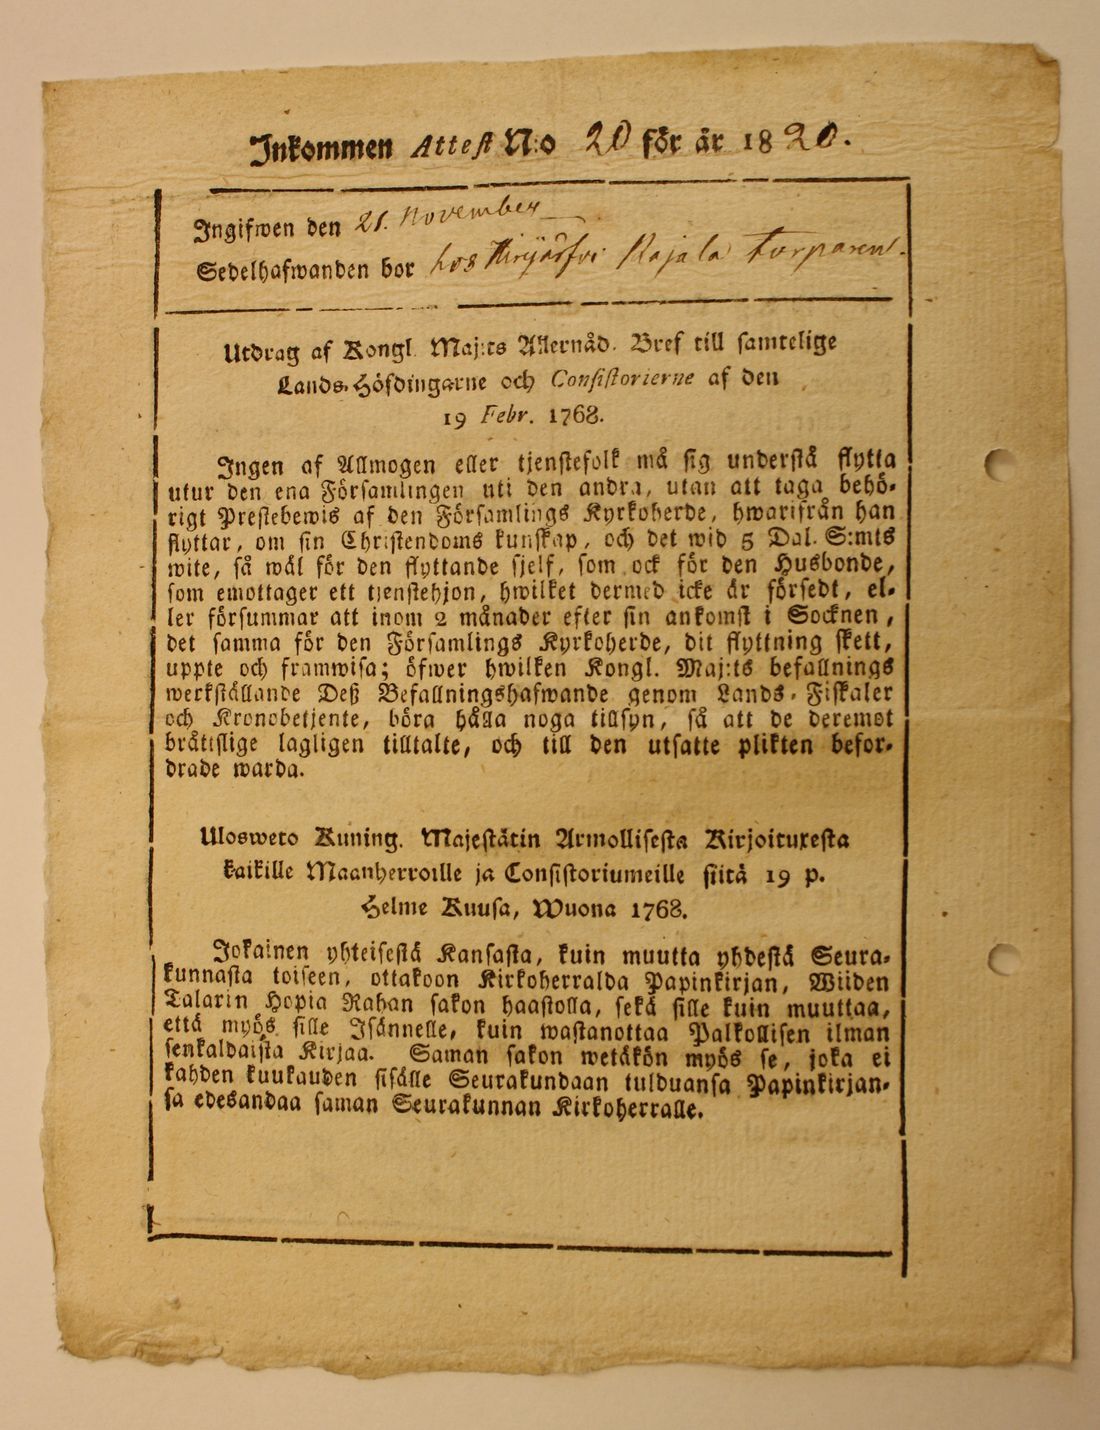 Inkommen Attest N:o 20 för år 1820.
Ingifwen den 21. November
Sedelhafwanden bor hos Rajala Torparen.
Utdrag af Kongl. Maj:ts Allernåd. Bref till samtelige
Lands-Höfdingarne och Consistorierne af den
19 Febr. 1768.
Ingen af Allmogen eller tjenstefolk må sig understå flytta
utur den ena Församlingen uti den andra, utan att taga behö-
rigt Prestebewis af den Församlings Kyrkoherde, hwarifrån han
flyttar, om sin Christendoms kunskap, och det wid 5 Dal. S:mts
wite, så wäl för den flyttande sjelf, som ock för den Husbonde,
som emottager ett tjenstehjon, hwilket dermed icke är försedt, el-
ler försummar att inom 2 månader efter sin ankomst i Socknen,
det samma för den Församlings Kyrkoherde, dit flyttning skett,
uppte och framwisa; öfwer hwilken Kongl. Maj:ts befallnings
werkställande Deß Befallningshafwande genom Lands-Fiskaler
och Kronobetjente, böra hålla noga tillsyn, så att de deremot
bråttslige lagligen tilltalte, och till den utsatte plikten befor-
drade warda.
Ulosweto Kuning. Majestätin Armollisesta Kirjoituxesta
kaikille Maanherroille ja Consistoriumeille siitä 19 p.
Helme Kuusa, Wuona 1768.
Jokainen yhteisestä Kansasta, kuin muutta yhdestä Seura-
kunnasta toiseen, ottakoon Kirkoherralda Papinkirjan, Wiiden
Talarin Hopia Rahan sakon haastolla, sekä sille kuin muuttaa,
että myös sille Isännelle, kuin wastanottaa Palkollisen ilman
senkaldaista Kirjaa. Saman sakon wetäkön myös se, joka ei
kahden kuukauden sisälle Seurakundaan tulduansa Papinkirjan-
sa edesandaa saman Seurakunnan Kirkoherralle.